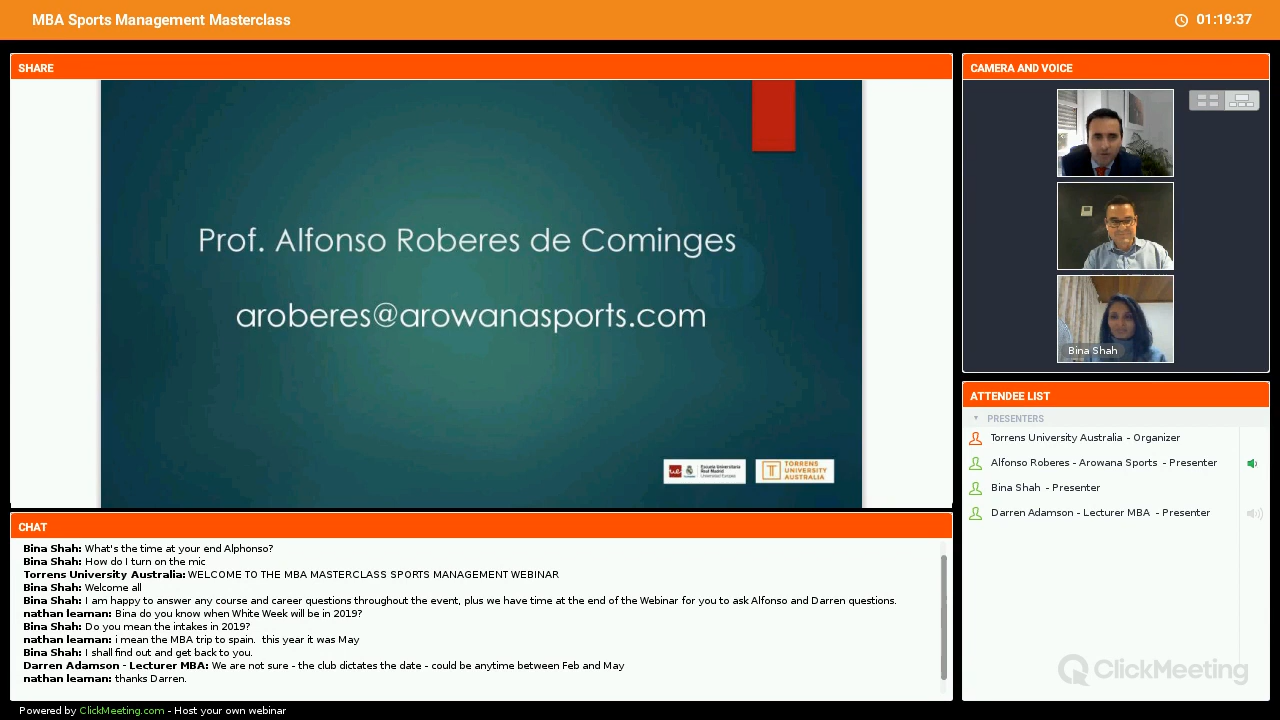 MBA Sports Management Masterclass
01:19:37
SHARE
Prof. Alfonso Roberes de Cominges
aroberes@arowanasports.com
Escuela Universitaria
Real Madrid
Universidad Europea
TORRENS
UNIVERSITY
AUSTRALIA
CAMERA AND VOICE
Bina Shah
ATTENDEE LIST
PRESENTERS
Torrens University Australia - Organizer
Alfonso Roberes - Arowana Sports - Presenter
Bina Shah - Presenter
Darren Adamson - Lecturer MBA - Presenter
CHAT
Bina Shah: What's the time at your end Alphonso?
Bina Shah: How do I turn on the mic
Torrens University Australia: WELCOME TO THE MBA MASTERCLASS SPORTS MANAGEMENT WEBINAR
Bina Shah: Welcome all
Bina Shah: I am happy to answer any course and career questions throughout the event, plus we have time at the end of the Webinar for you to ask Alfonso and Darren questions.
nathan leaman: Bina do you know when White Week will be in 2019?
Bina Shah: Do you mean the intakes in 2019?
nathan leaman: i mean the MBA trip to spain.  this year it was May
Bina Shah: I shall find out and get back to you.
Darren Adamson - Lecturer MBA: We are not sure - the club dictates the date - could be anytime between Feb and May
nathan leaman: thanks Darren.
ClickMeeting
Powered by ClickMeeting.com - Host your own webinar